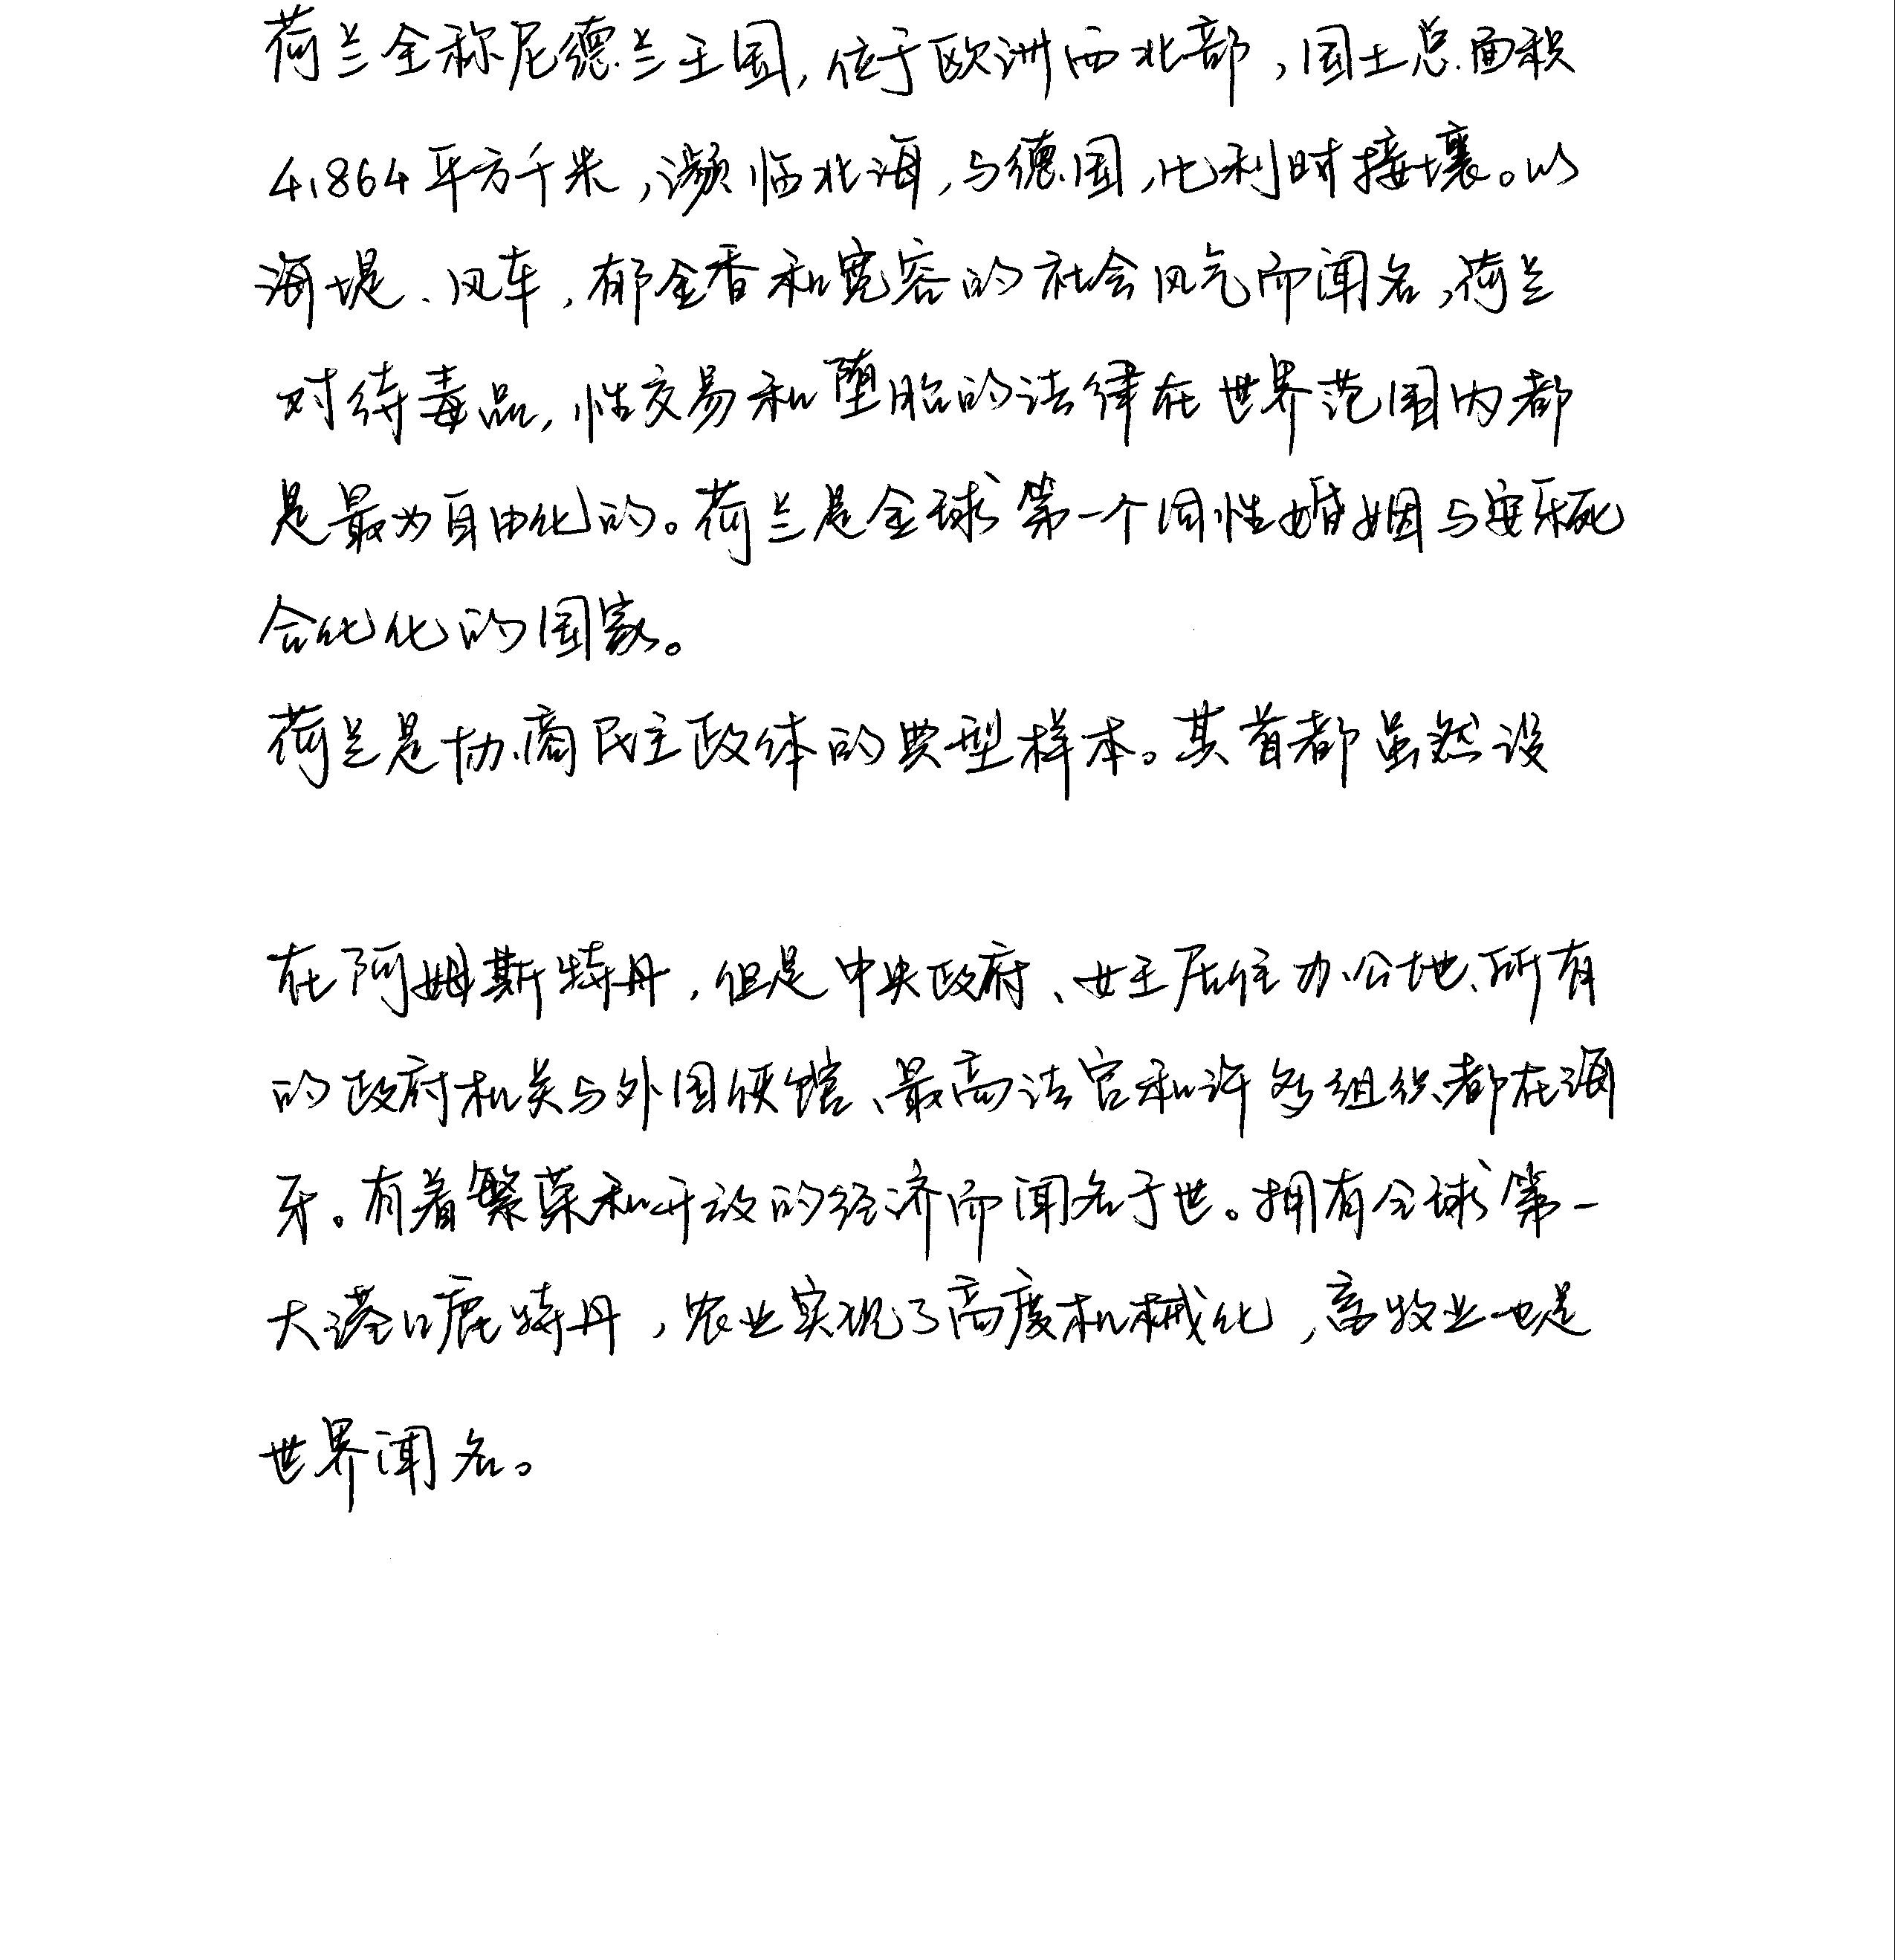 荷兰全称尼德兰王国,位于欧洲西北部,国土总面积
41864平方千米,濒临北海,与德国,比利时接壤。以
海堤、风车,郁金香和宽容的社会风气而闻名,荷兰
对待毒品,性交易和堕胎的法律在世界范围内都
是最为自由化的。荷兰是全球第一个同性婚姻与安乐死
合化化的国家。
荷兰是协商民主政体的典型样本。其首都虽然设
在阿姆斯特丹,但是中央政府、女王居住办公地、所有
的政府机关与外国使馆、最高法官和许多组织都在海
牙。有着繁荣和开放的经济而闻名于世。拥有全球第一
大港口鹿特丹,农业实现了高度机械化,畜牧业也是
世界闻名。